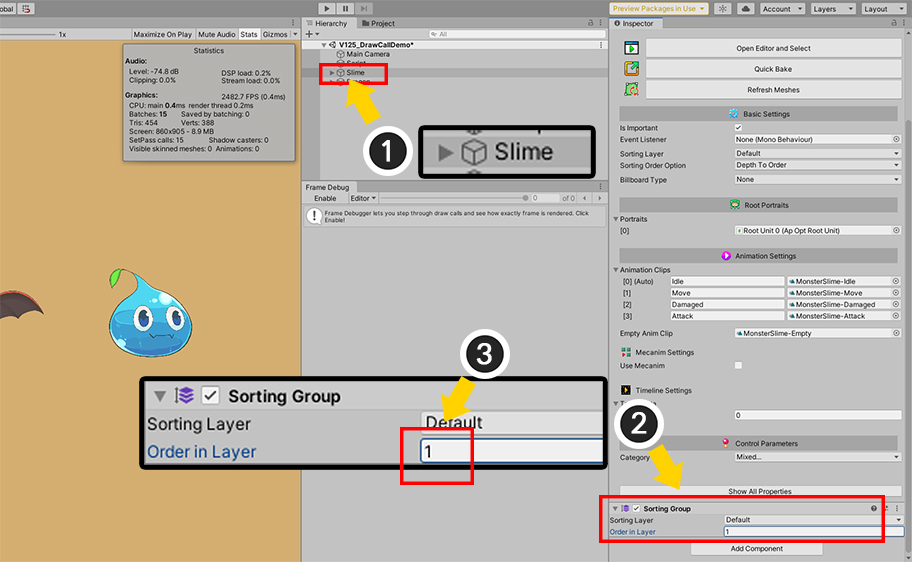 obal
Preview Packages in Use
Account
Layers
Layout
Hierarchy
Project
Inspector
All
1x
Maximize On Play
Mute Audio
Stats
Gizmos
V125_DrawCallDemo*
Main Camera
Script
Slime
Statistics
Audio:
Level: -74.8 dB
DSP load: 0.2%
Clipping: 0.0%
Stream load: 0.0%
Graphics:
2482.7 FPS (0.4ms)
CPU: main 0.4ms render thread 0.2ms
Batches: 15
Saved by batching: 0
Tris: 454
Verts: 388
Screen: 860x905 - 8.9 MB
SetPass calls: 15
Shadow casters: 0
Visible skinned meshes: 0 Animations: 0
1
Slime
Frame Debug
Enable
Editor
0
of 0
Frame Debugger lets you step through draw calls and see how exactly frame is rendered. Click
Enable!
3
Sorting Group
Sorting Layer
Default
Order in Layer
1
Open Editor and Select
Quick Bake
Refresh Meshes
Basic Settings
Is Important
Event Listener
None (Mono Behaviour)
Sorting Layer
Default
Sorting Order Option
Depth To Order
Billboard Type
None
Root Portraits
Portraits
[0]
Root Unit 0 (Ap Opt Root Unit)
Animation Settings
Animation Clips
[0] (Auto)
Idle
MonsterSlime-Idle
[1]
Move
MonsterSlime-Move
[2]
Damaged
MonsterSlime-Damaged
[3]
Attack
MonsterSlime-Attack
Empty Anim Clip
MonsterSlime-Empty
Mecanim Settings
Use Mecanim
Timeline Settings
0
2
Control Parameters
Category
Mixed...
Show All Properties
Sorting Group
Sorting Layer
Default
Order in Layer
1
Add Component